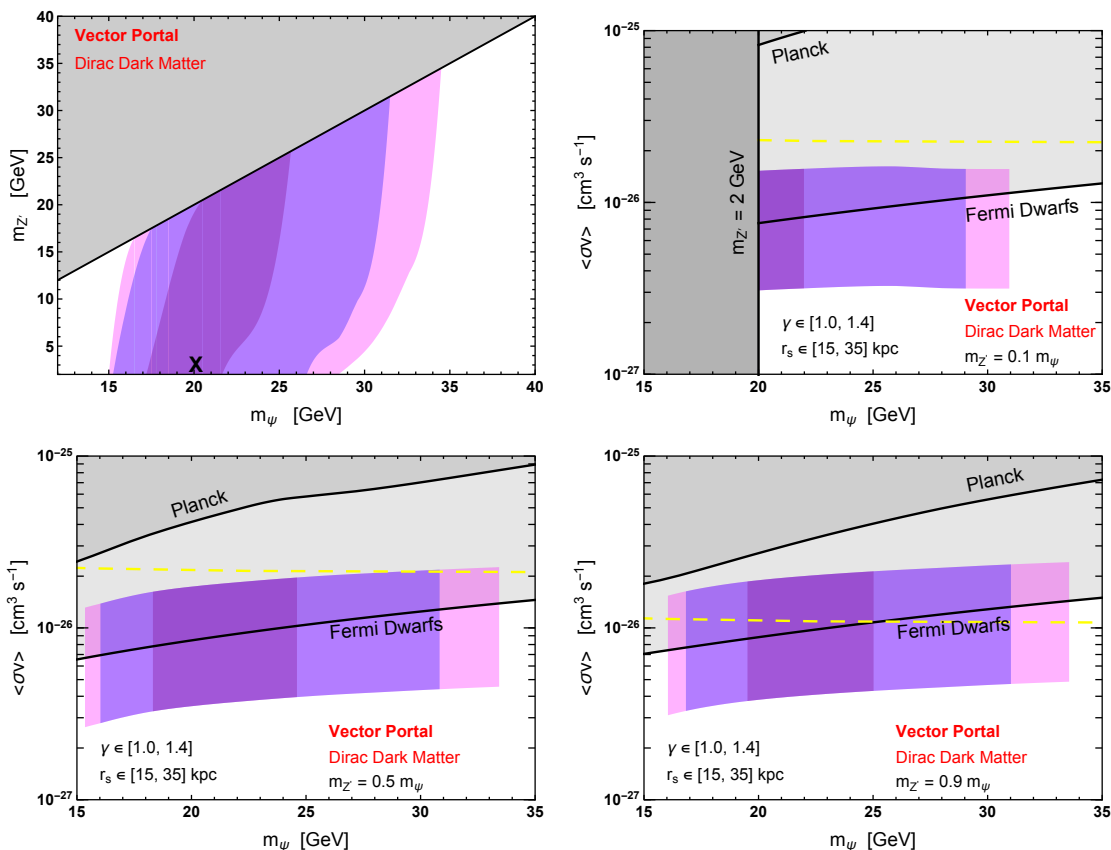 Vector Portal
Dirac Dark Matter
40
35
30
25
20
15
10
5
m_Z' [GeV]
X
15
20
25
30
35
40
m_ψ [GeV]
10⁻²⁵
10⁻²⁶
10⁻²⁷
<σv> [cm³ s⁻¹]
Planck
m_Z' = 2 GeV
Fermi Dwarfs
γ ∈ [1.0, 1.4]
r_s ∈ [15, 35] kpc
Vector Portal
Dirac Dark Matter
m_Z' = 0.1 m_ψ
15
20
25
30
35
m_ψ [GeV]
10⁻²⁵
10⁻²⁶
10⁻²⁷
<σv> [cm³ s⁻¹]
Planck
Fermi Dwarfs
γ ∈ [1.0, 1.4]
r_s ∈ [15, 35] kpc
Vector Portal
Dirac Dark Matter
m_Z' = 0.5 m_ψ
15
20
25
30
35
m_ψ [GeV]
10⁻²⁵
10⁻²⁶
10⁻²⁷
<σv> [cm³ s⁻¹]
Planck
Fermi Dwarfs
γ ∈ [1.0, 1.4]
r_s ∈ [15, 35] kpc
Vector Portal
Dirac Dark Matter
m_Z' = 0.9 m_ψ
15
20
25
30
35
m_ψ [GeV]